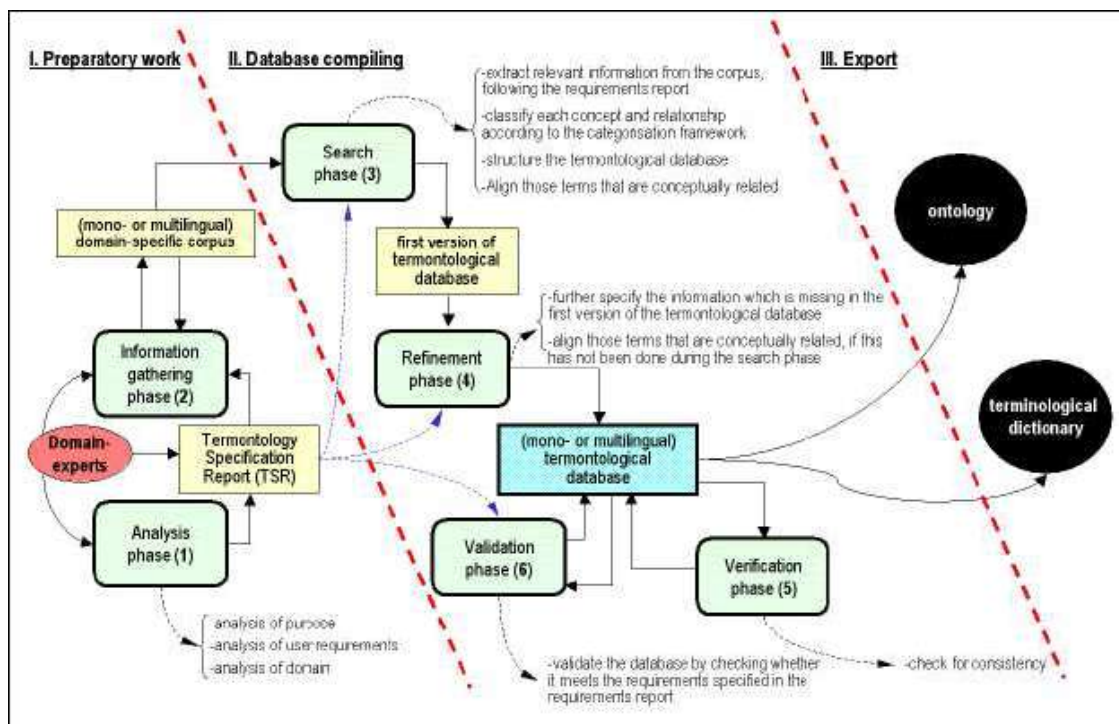 I. Preparatory work
II. Database compiling
III. Export
-extract relevant information from the corpus,
following the requirements report
-classify each concept and relationship
according to the categorisation framework
-structure the termontological database
-Align those terms that are conceptually related
Search
phase (3)
(mono- or multilingual)
domain-specific corpus
first version of
termontological
database
ontology
-further specify the information which is missing in the
first version of the termontological database
-align those terms that are conceptually related, if this
has not been done during the search phase
Information
gathering
phase (2)
Refinement
phase (4)
terminological
dictionary
Domain-
experts
Termontology
Specification
Report (TSR)
(mono- or multilingual)
termontological
database
Analysis
phase (1)
Validation
phase (6)
Verification
phase (5)
analysis of purpose
-analysis of user requirements
-analysis of domain
-validate the database by checking whether
it meets the requirements specified in the
requirements report
-check for consistency